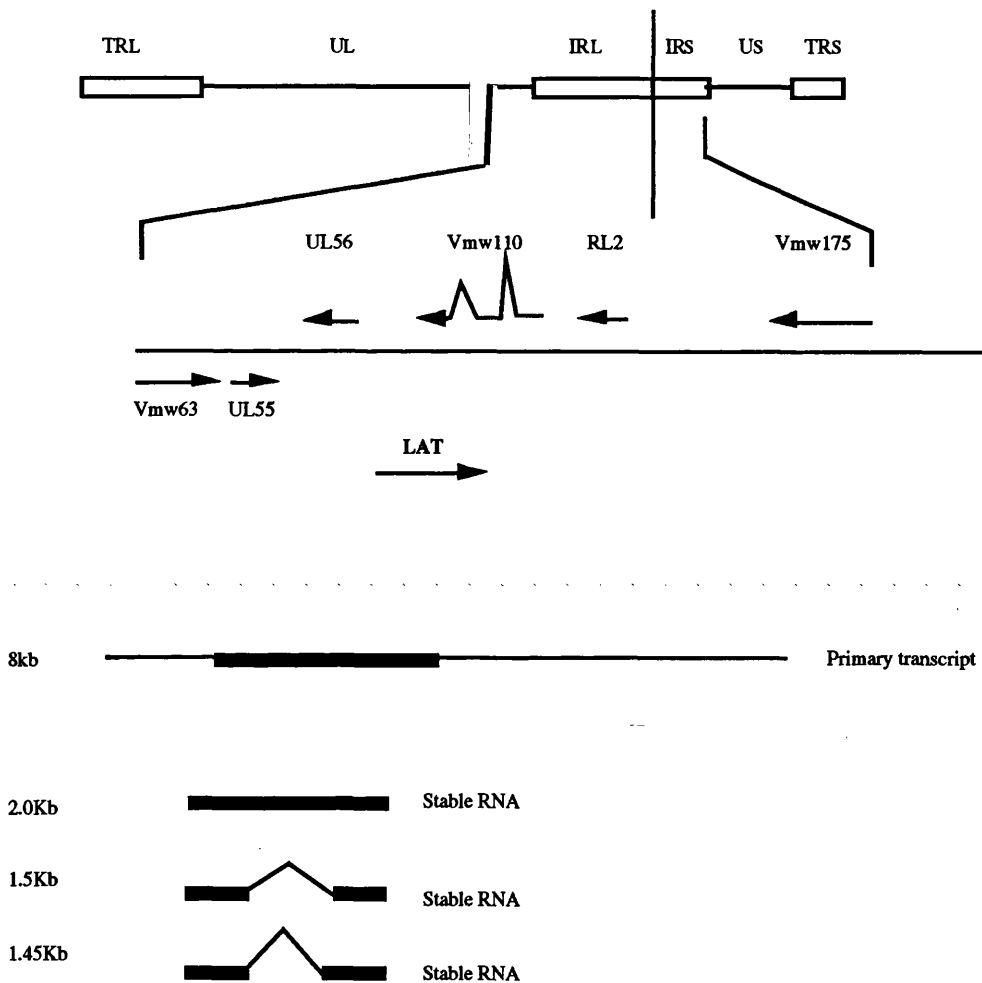 TRL UL IRL IRS US TRS
UL56 Vmw110 RL2 Vmw175
Vmw63 UL55
LAT
8kb Primary transcript
2.0Kb Stable RNA
1.5Kb Stable RNA
1.45Kb Stable RNA